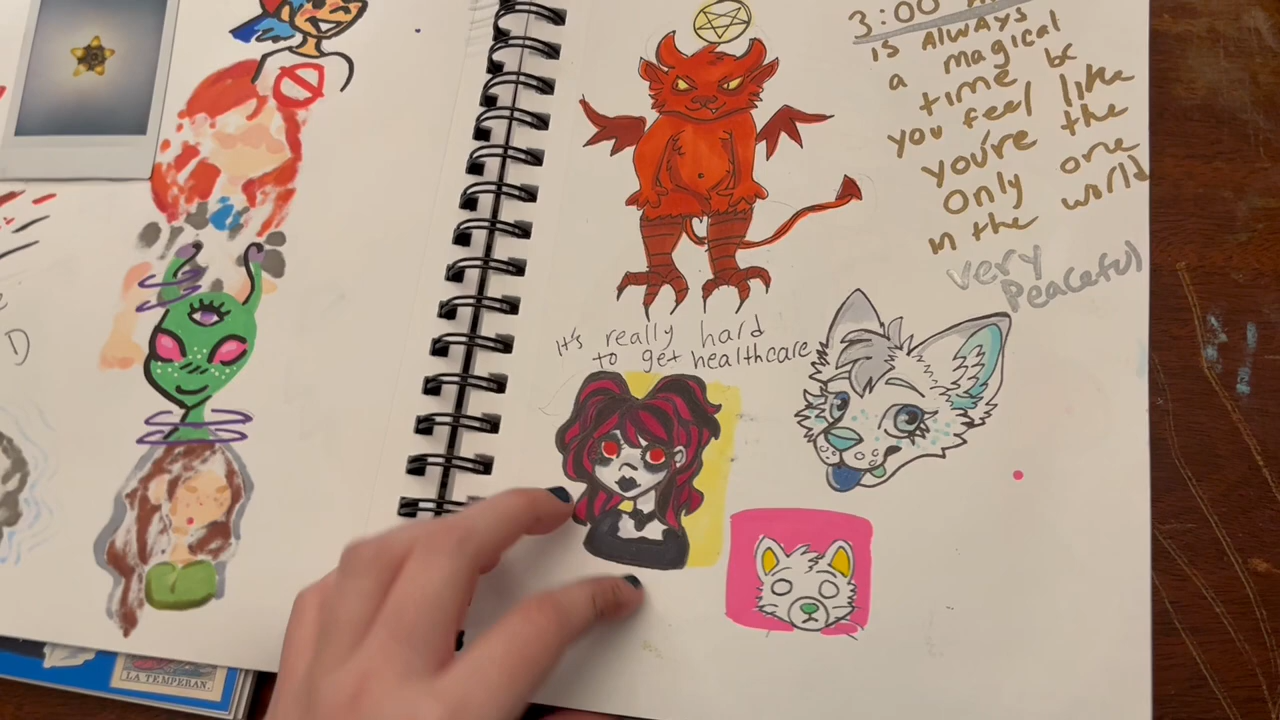 3:00
is ALWAYS
a magical
time bc
you feel like
you're the
Only one
in the world
very
Peaceful
It's really hard
to get healthcare
D
LA TEMPERAN.